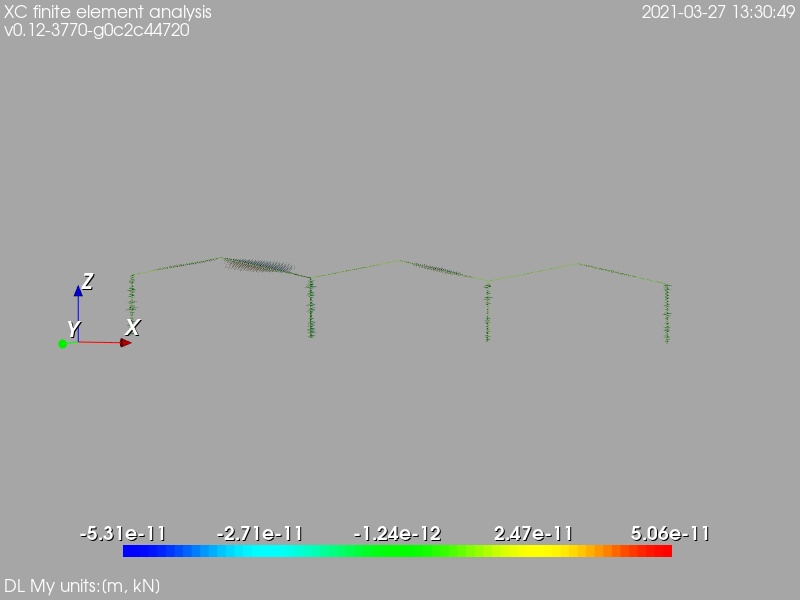 XC finite element analysis
v0.12-3770-g0c2c44720
2021-03-27 13:30:49
Z
Y
X
-5.31e-11 -2.71e-11 -1.24e-12 2.47e-11 5.06e-11
DL My units:(m, kN)